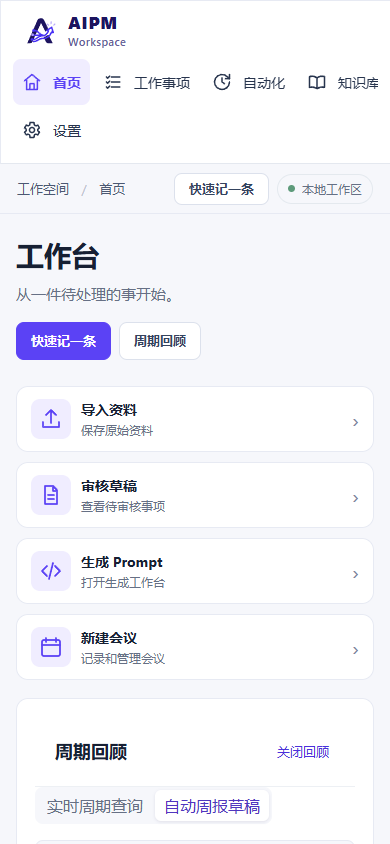 AIPM
Workspace
首页 工作事项 自动化 知识库
设置
工作空间 / 首页 快速记一条 本地工作区
工作台
从一件待处理的事开始。
快速记一条 周期回顾
导入资料
保存原始资料
审核草稿
查看待审核事项
生成 Prompt
打开生成工作台
新建会议
记录和管理会议
周期回顾 关闭回顾
实时周期查询 自动周报草稿